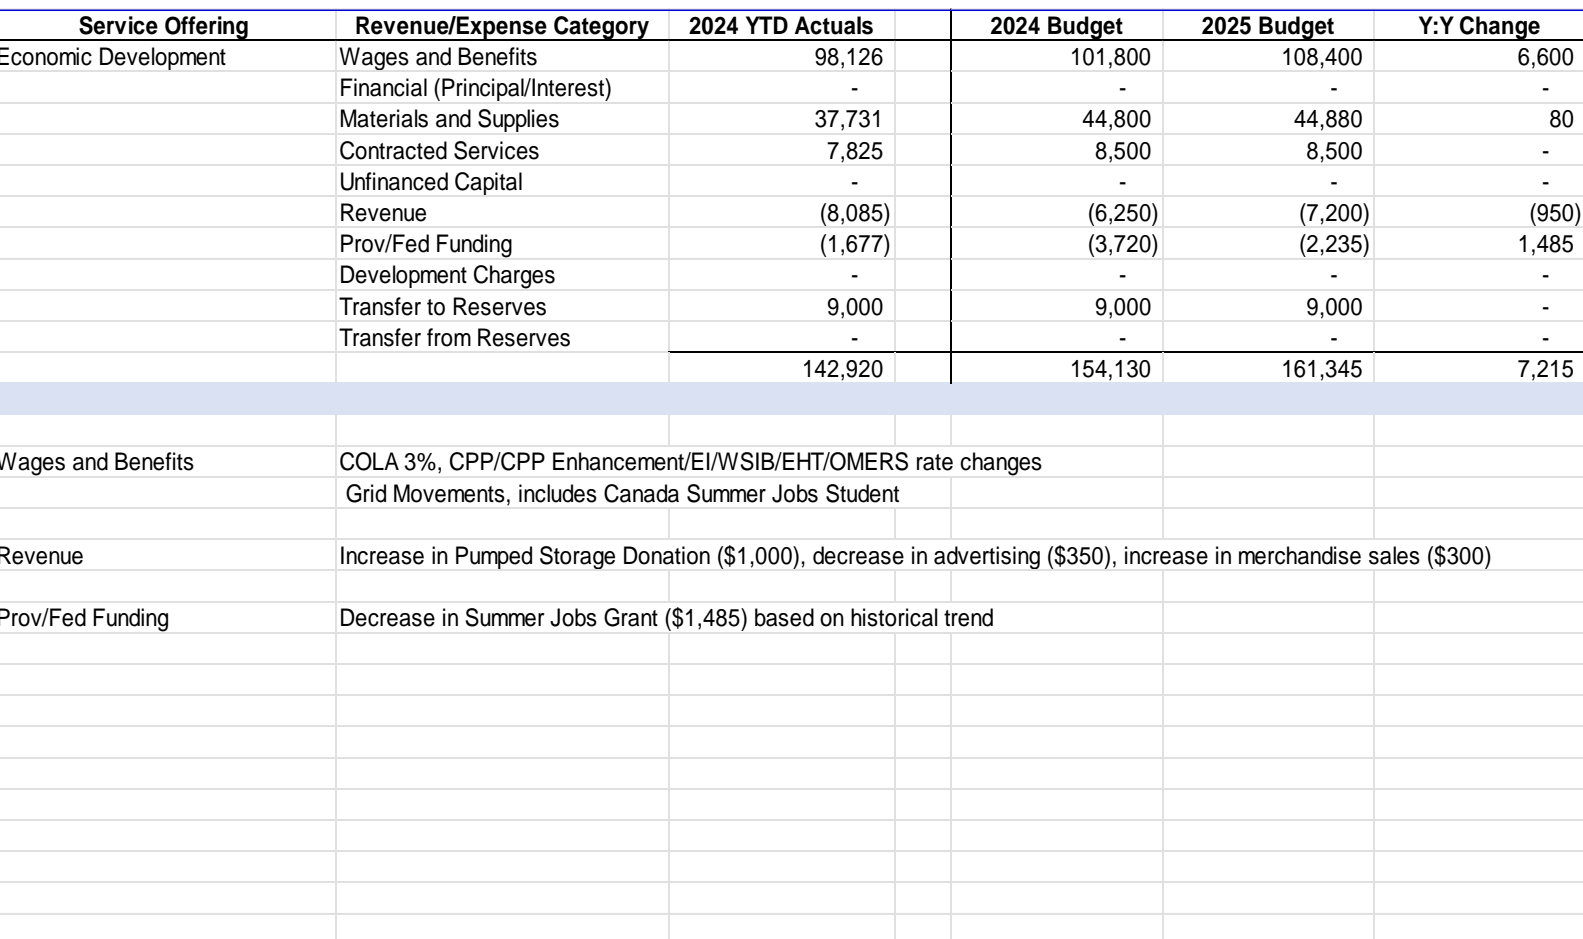 Service Offering Revenue/Expense Category 2024 YTD Actuals 2024 Budget 2025 Budget Y:Y Change
Economic Development Wages and Benefits 98,126 101,800 108,400 6,600
Financial (Principal/Interest) - - - -
Materials and Supplies 37,731 44,800 44,880 80
Contracted Services 7,825 8,500 8,500 -
Unfinanced Capital - - - -
Revenue (8,085) (6,250) (7,200) (950)
Prov/Fed Funding (1,677) (3,720) (2,235) 1,485
Development Charges - - - -
Transfer to Reserves 9,000 9,000 9,000 -
Transfer from Reserves - - - -
142,920 154,130 161,345 7,215
Wages and Benefits COLA 3%, CPP/CPP Enhancement/EI/WSIB/EHT/OMERS rate changes
Grid Movements, includes Canada Summer Jobs Student
Revenue Increase in Pumped Storage Donation ($1,000), decrease in advertising ($350), increase in merchandise sales ($300)
Prov/Fed Funding Decrease in Summer Jobs Grant ($1,485) based on historical trend